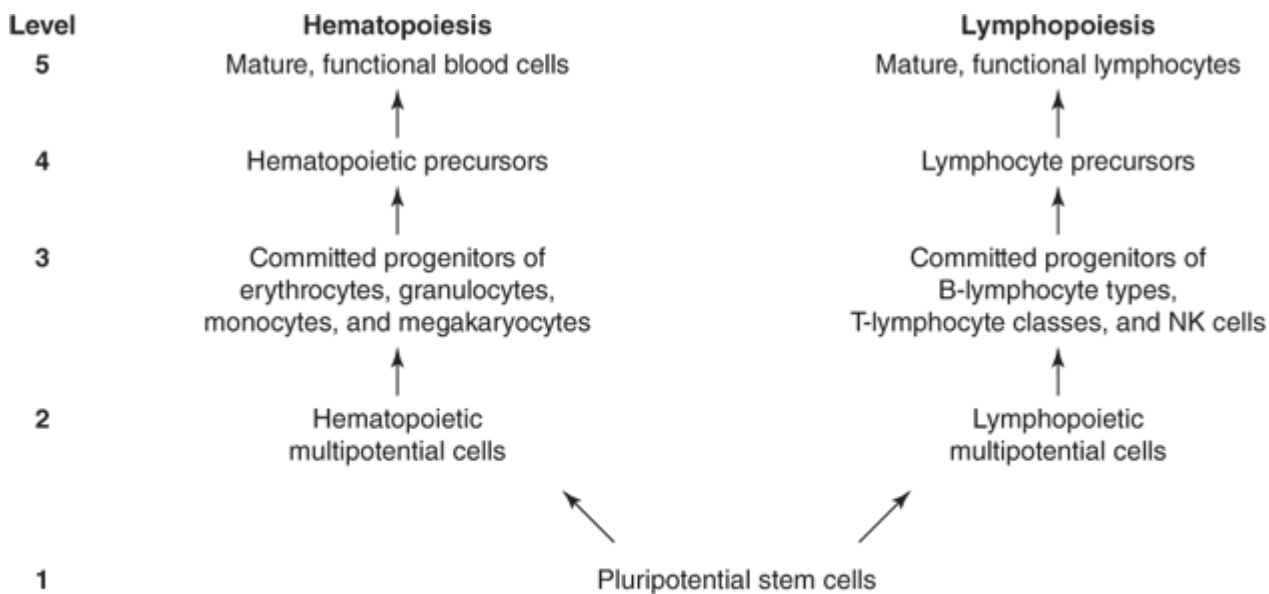 Level Hematopoiesis Lymphopoiesis
5 Mature, functional blood cells Mature, functional lymphocytes
4 Hematopoietic precursors Lymphocyte precursors
3 Committed progenitors of Committed progenitors of
erythrocytes, granulocytes, B-lymphocyte types,
monocytes, and megakaryocytes T-lymphocyte classes, and NK cells
2 Hematopoietic Lymphopoietic
multipotential cells multipotential cells
1 Pluripotential stem cells